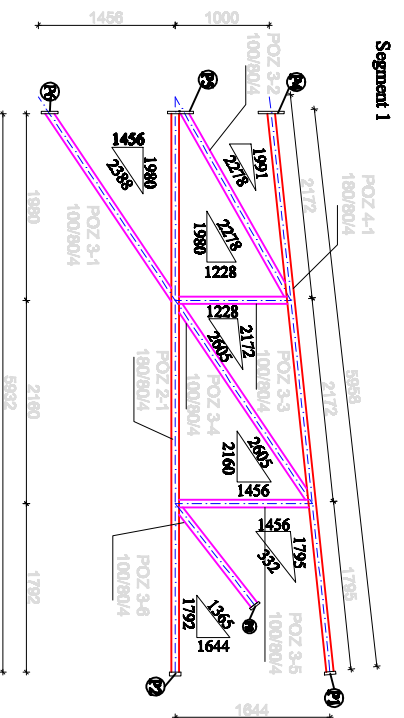 Segment 1
1456
1000
P6
P5
P4
POZ 3-2
100/80/4
2172
POZ 4-1
180/80/4
5958
1456
1980
2388
1991
2278
2278
1980
1228
1980
POZ 3-1
100/80/4
1228
2172
2605
POZ 3-3
100/80/4
2172
POZ 3-4
100/80/4
POZ 2-1
180/80/4
2160
2605
1456
5932
2160
1456
1795
332
1795
POZ 3-5
100/80/4
POZ 3-6
100/80/4
1792
1365
1644
1792
P2
P1
1644